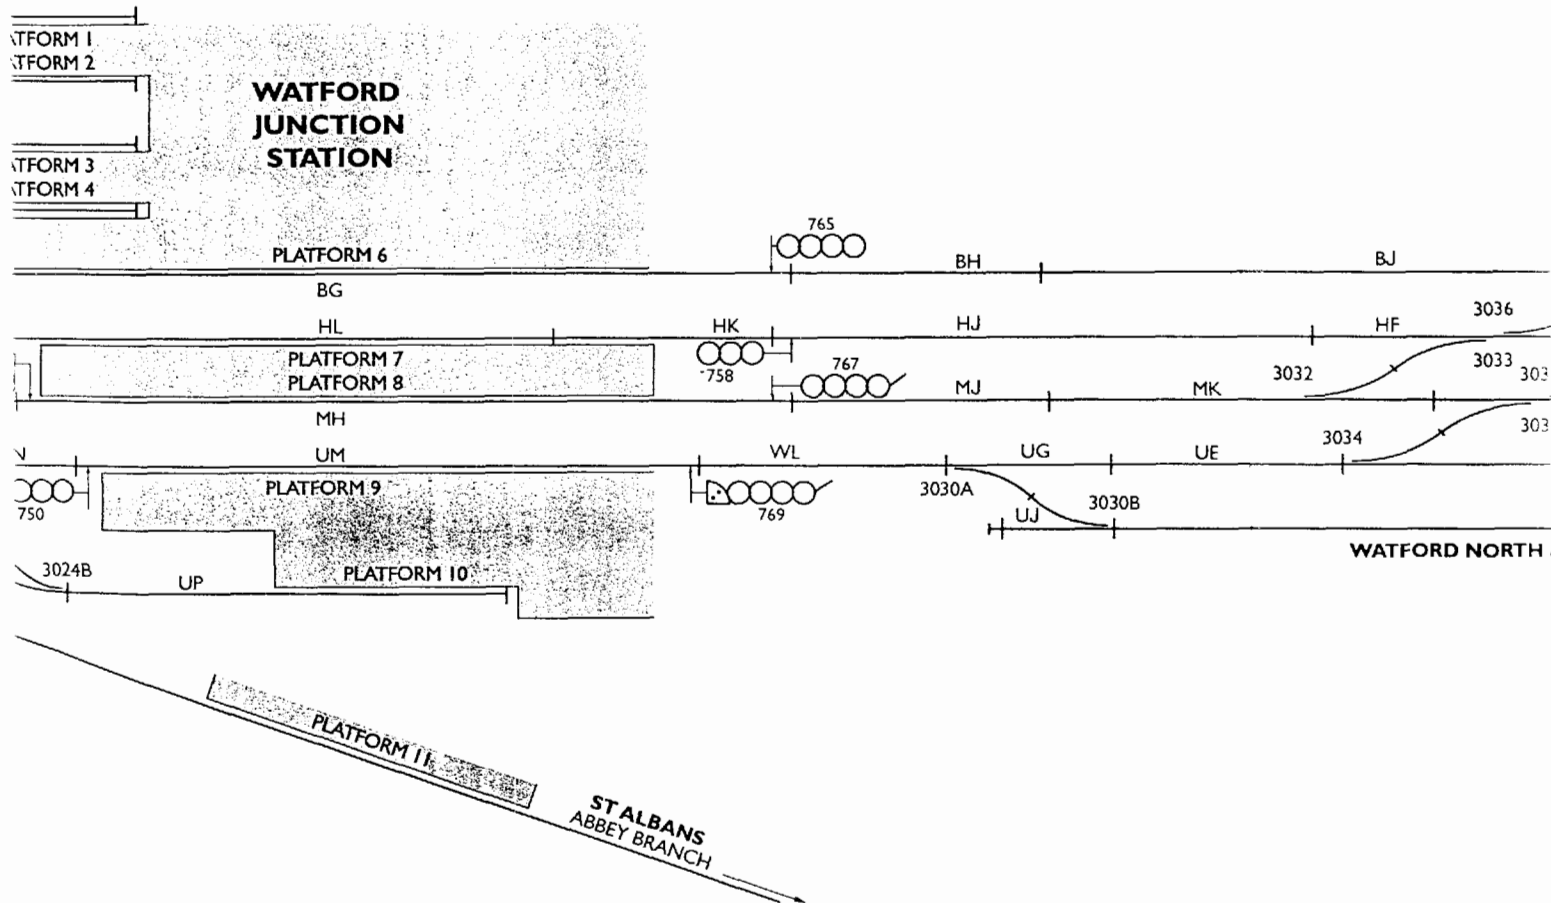 ATFORM 1
ATFORM 2
WATFORD
JUNCTION
STATION
ATFORM 3
ATFORM 4
PLATFORM 6
765
BH
BJ
BG
3036
HL
HK
HJ
HF
PLATFORM 7
758
767
3033
PLATFORM 8
3032
303
MJ
MK
MH
303
3034
N
UM
WL
UG
UE
PLATFORM 9
3030A
3030B
750
769
UJ
WATFORD NORTH
3024B
UP
PLATFORM 10
PLATFORM 11
ST ALBANS
ABBEY BRANCH